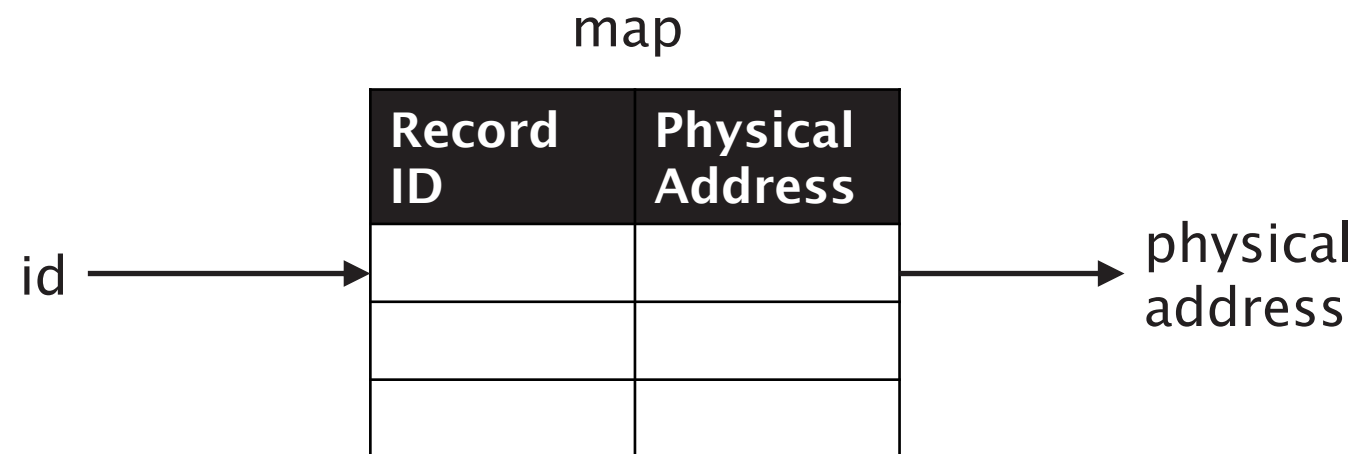 map
Record
ID
Physical
Address
id
physical
address